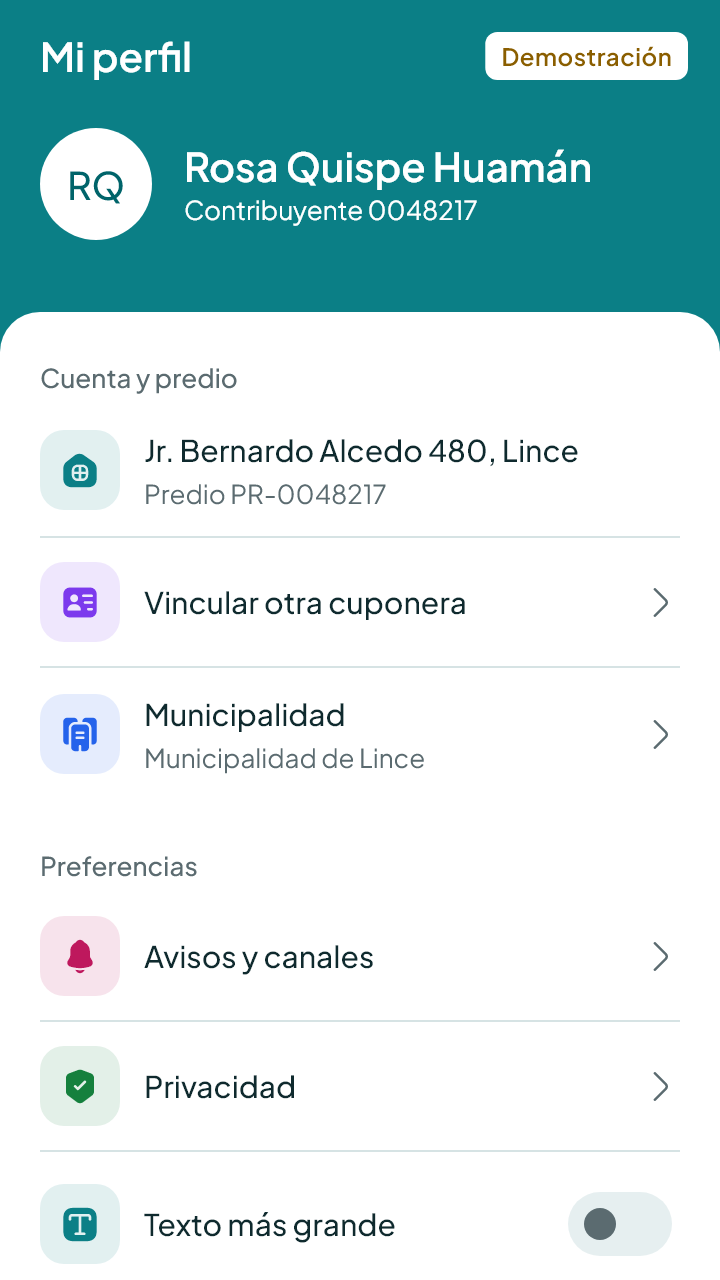 Mi perfil
Demostración
RQ
Rosa Quispe Huamán
Contribuyente 0048217
Cuenta y predio
Jr. Bernardo Alcedo 480, Lince
Predio PR-0048217
Vincular otra cuponera
Municipalidad
Municipalidad de Lince
Preferencias
Avisos y canales
Privacidad
Texto más grande